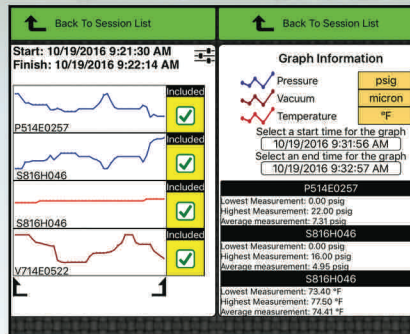 Back To Session List
Start: 10/19/2016 9:21:30 AM
Finish: 10/19/2016 9:22:14 AM
Included
P514E0257
Included
S816H046
Included
S816H046
Included
V714E0522
Back To Session List
Graph Information
Pressure psig
Vacuum micron
Temperature °F
Select a start time for the graph
10/19/2016 9:31:56 AM
Select an end time for the graph
10/19/2016 9:32:57 AM
P514E0257
Lowest Measurement: 0.00 psig
Highest Measurement: 22.00 psig
Average measurement: 7.31 psig
S816H046
Lowest Measurement: 0.00 psig
Highest Measurement: 16.00 psig
Average measurement: 4.95 psig
S816H046
Lowest Measurement: 73.40 °F
Highest Measurement: 77.50 °F
Average measurement: 74.41 °F